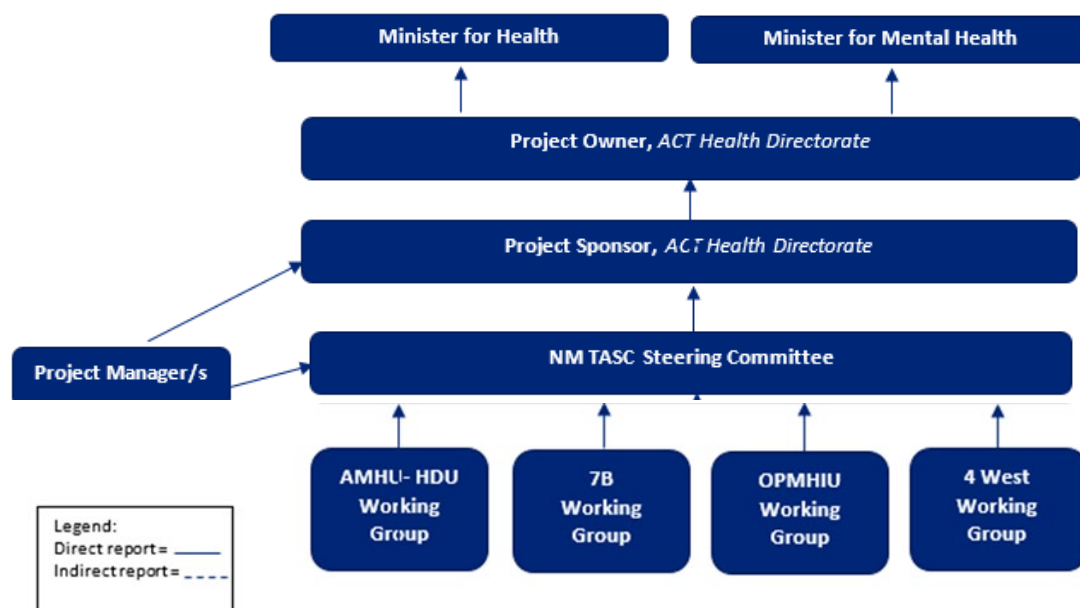 Minister for Health
Minister for Mental Health
Project Owner, ACT Health Directorate
Project Sponsor, ACT Health Directorate
Project Manager/s
NM TASC Steering Committee
AMHU- HDU
Working
Group
7B
Working
Group
OPMHIU
Working
Group
4 West
Working
Group
Legend:
Direct report = ____
Indirect report = _ _ _ _